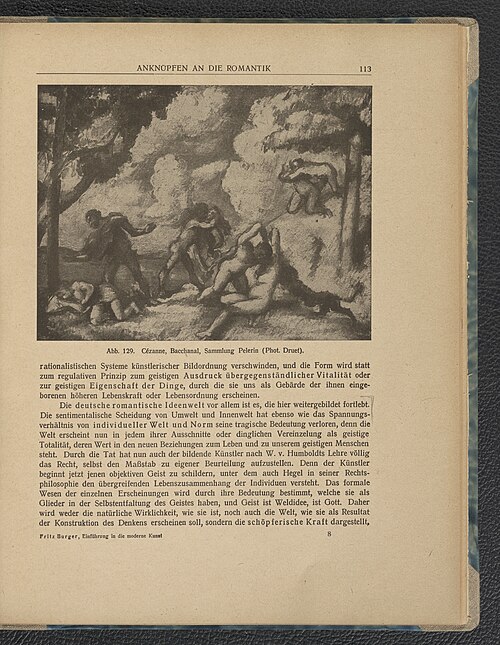 ANKNÜPFEN AN DIE ROMANTIK 113
Abb. 129. Cézanne, Bacchanal, Sammlung Pelerin (Phot. Druet).
rationalistischen Systeme künstlerischer Bildordnung verschwinden, und die Form wird statt
zum regulativen Prinzip zum geistigen Ausdruck übergegenständlicher Vitalität oder
zur geistigen Eigenschaft der Dinge, durch die sie uns als Gebärde der ihnen einge-
borenen höheren Lebenskraft oder Lebensordnung erscheinen.
Die deutsche romantische Ideenwelt vor allem ist es, die hier weitergebildet fortlebt.
Die sentimentalische Scheidung von Umwelt und Innenwelt hat ebenso wie das Spannungs-
verhältnis von individueller Welt und Norm seine tragische Bedeutung verloren, denn die
Welt erscheint nun in jedem ihrer Ausschnitte oder dinglichen Vereinzelung als geistige
Totalität, deren Wert in den neuen Beziehungen zum Leben und zu unserem geistigen Menschen
steht. Durch die Tat hat nun auch der bildende Künstler nach W. v. Humboldts Lehre völlig
das Recht, selbst den Maßstab zu eigener Beurteilung aufzustellen. Denn der Künstler
beginnt jetzt jenen objektiven Geist zu schildern, unter dem auch Hegel in seiner Rechts-
philosophie den übergreifenden Lebenszusammenhang der Individuen versteht. Das formale
Wesen der einzelnen Erscheinungen wird durch ihre Bedeutung bestimmt, welche sie als
Glieder in der Selbstentfaltung des Geistes haben, und Geist ist Weltidee, ist Gott. Daher
wird weder die natürliche Wirklichkeit, wie sie ist, noch auch die Welt, wie sie als Resultat
der Konstruktion des Denkens erscheinen soll, sondern die schöpferische Kraft dargestellt,
Fritz Burger, Einführung in die moderne Kunst 8